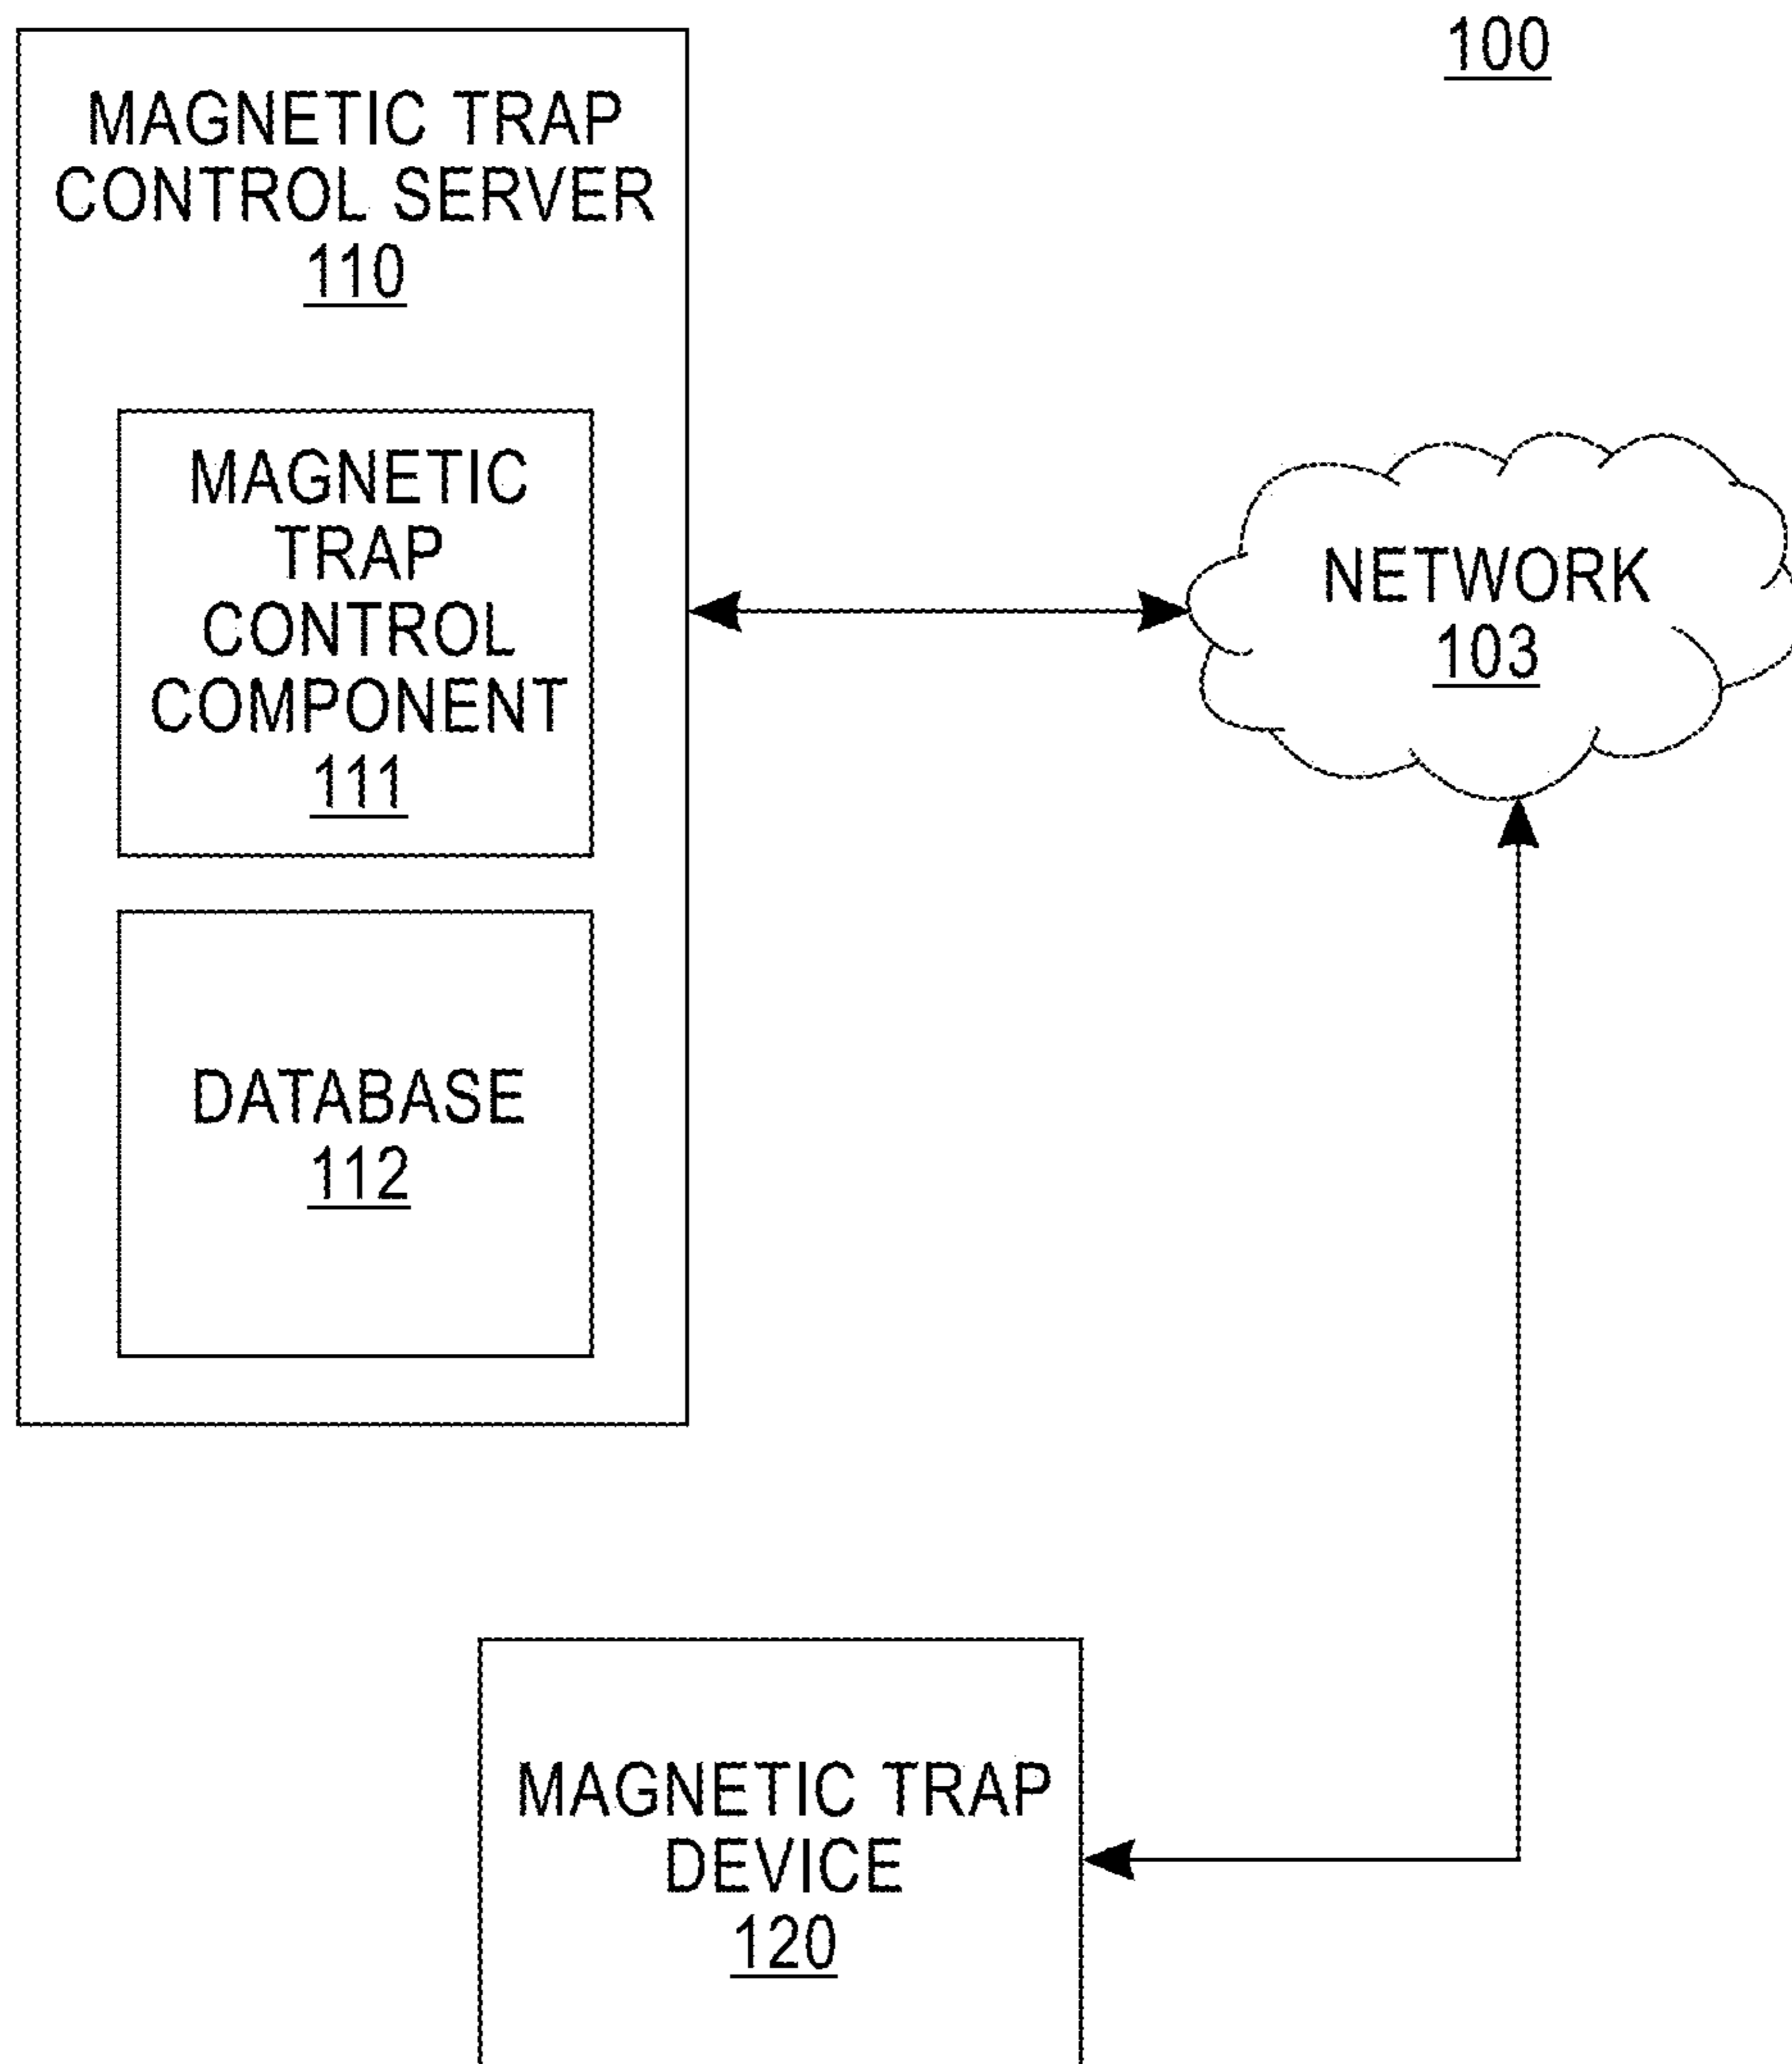 100
MAGNETIC TRAP
CONTROL SERVER
110
MAGNETIC
TRAP
CONTROL
COMPONENT
111
DATABASE
112
NETWORK
103
MAGNETIC TRAP
DEVICE
120